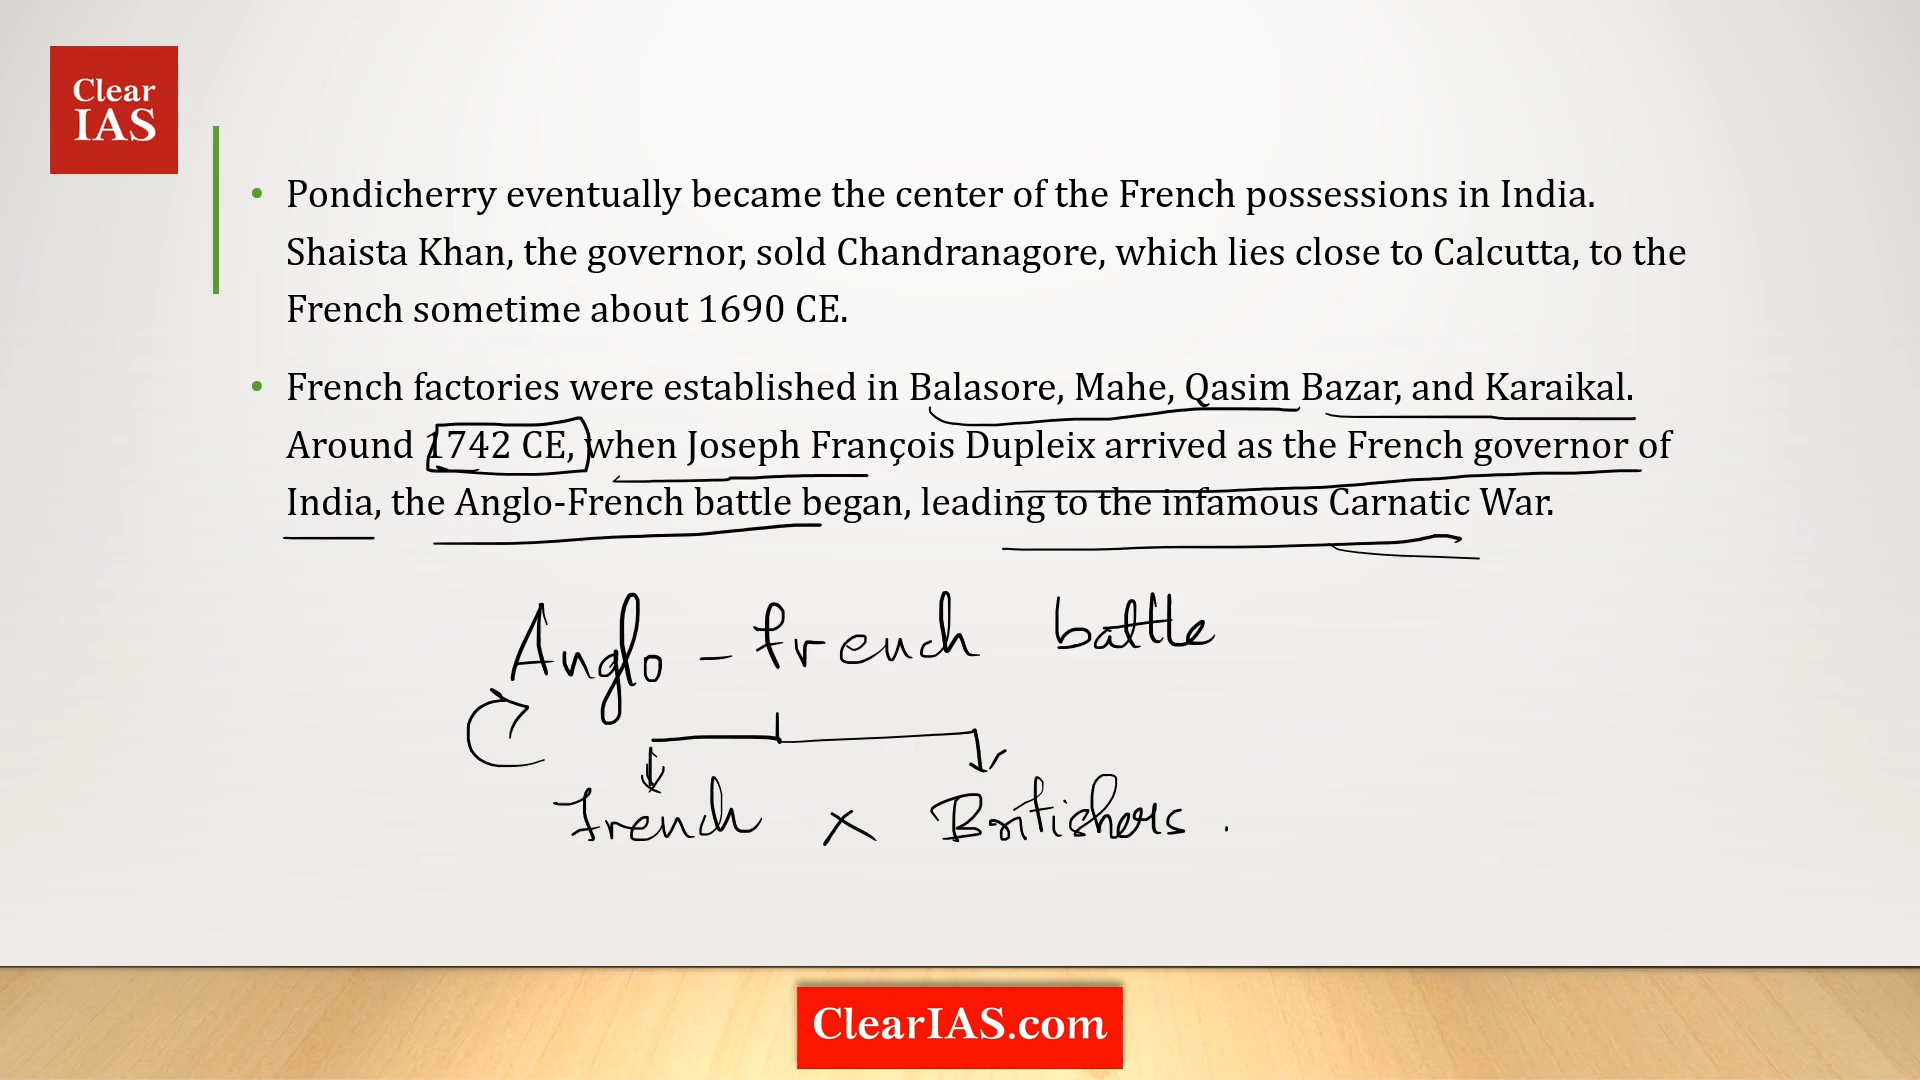 Clear
IAS
• Pondicherry eventually became the center of the French possessions in India.
Shaista Khan, the governor, sold Chandranagore, which lies close to Calcutta, to the
French sometime about 1690 CE.
• French factories were established in Balasore, Mahe, Qasim Bazar, and Karaikal.
Around 1742 CE, when Joseph François Dupleix arrived as the French governor of
India, the Anglo-French battle began, leading to the infamous Carnatic War.
Anglo - french battle
French x Britishers.
ClearIAS.com